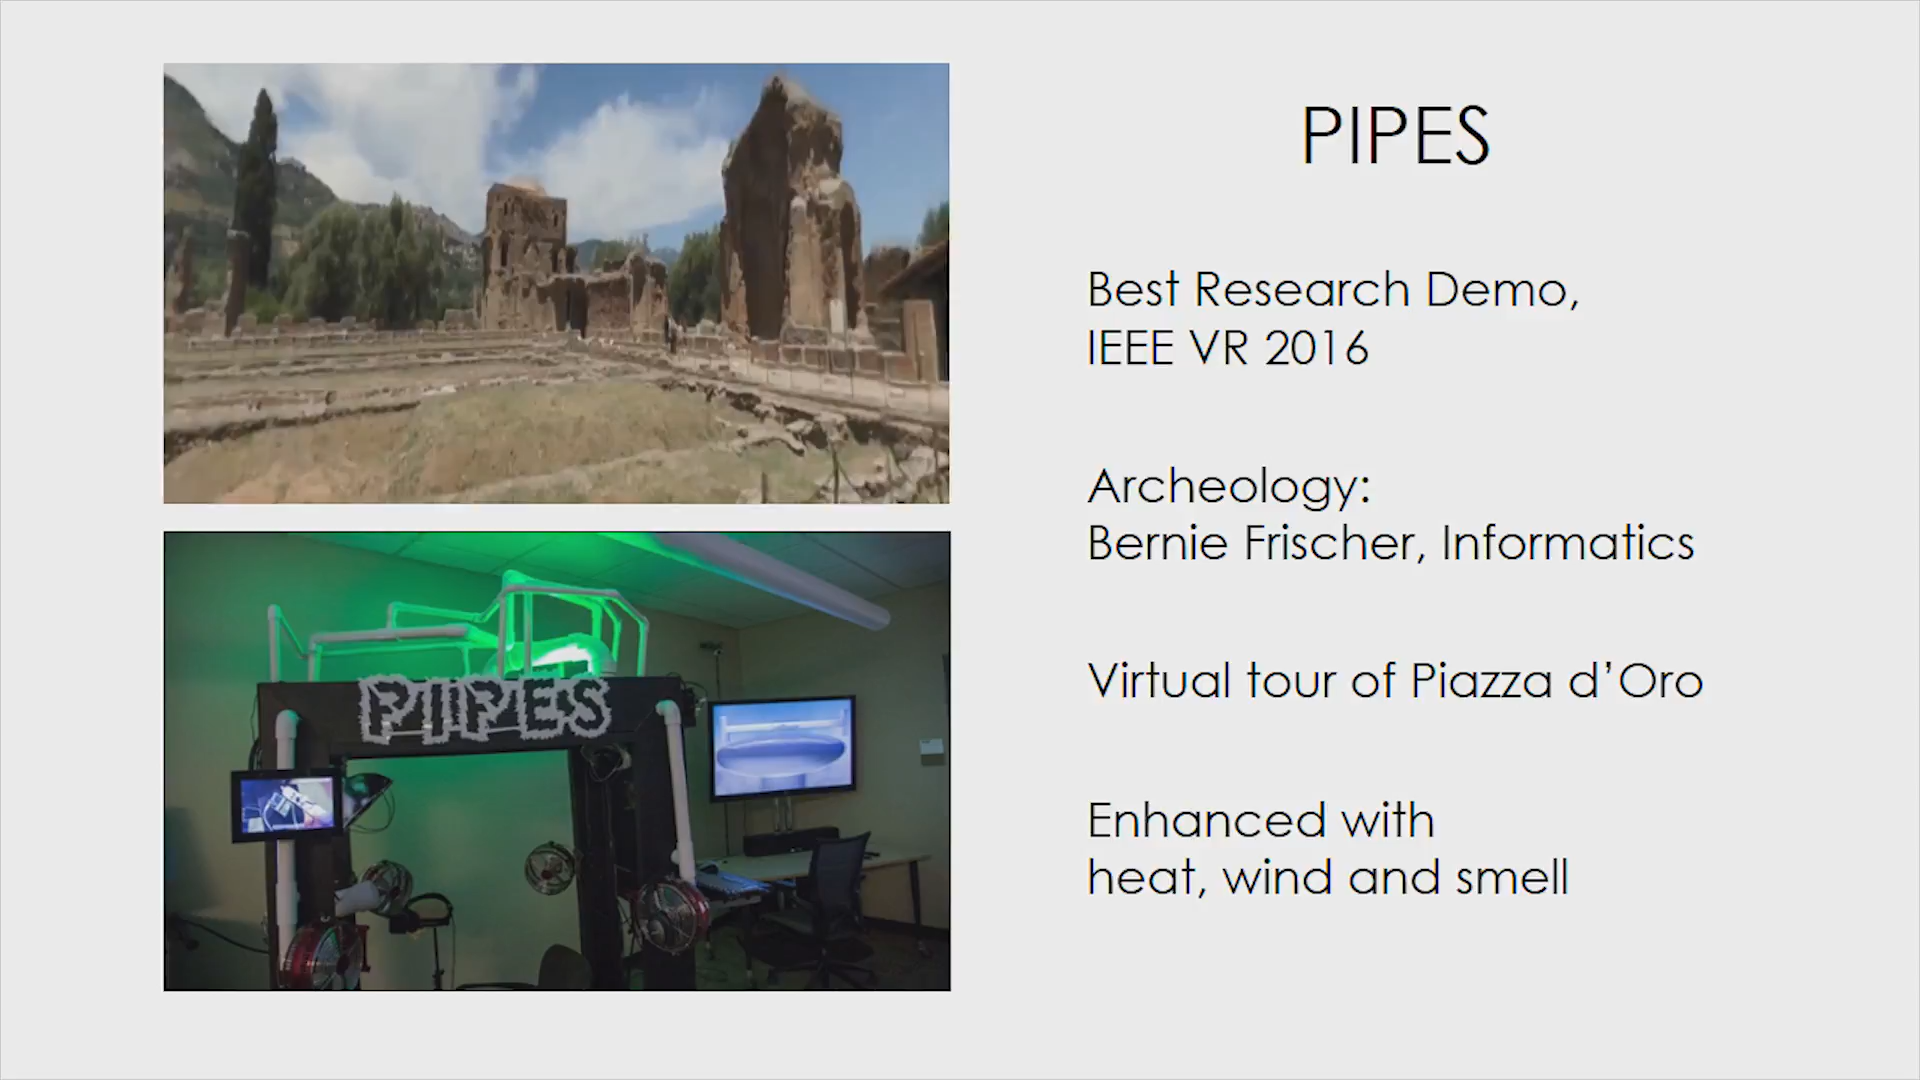 PIPES
Best Research Demo,
IEEE VR 2016
Archeology:
Bernie Frischer, Informatics
Virtual tour of Piazza d’Oro
Enhanced with
heat, wind and smell
PIPES